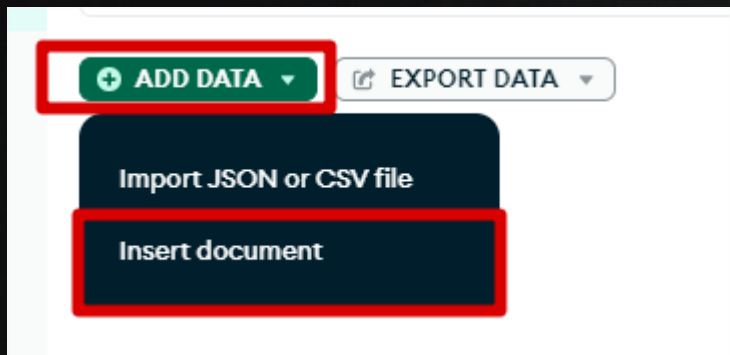 ADD DATA
EXPORT DATA
Import JSON or CSV file
Insert document